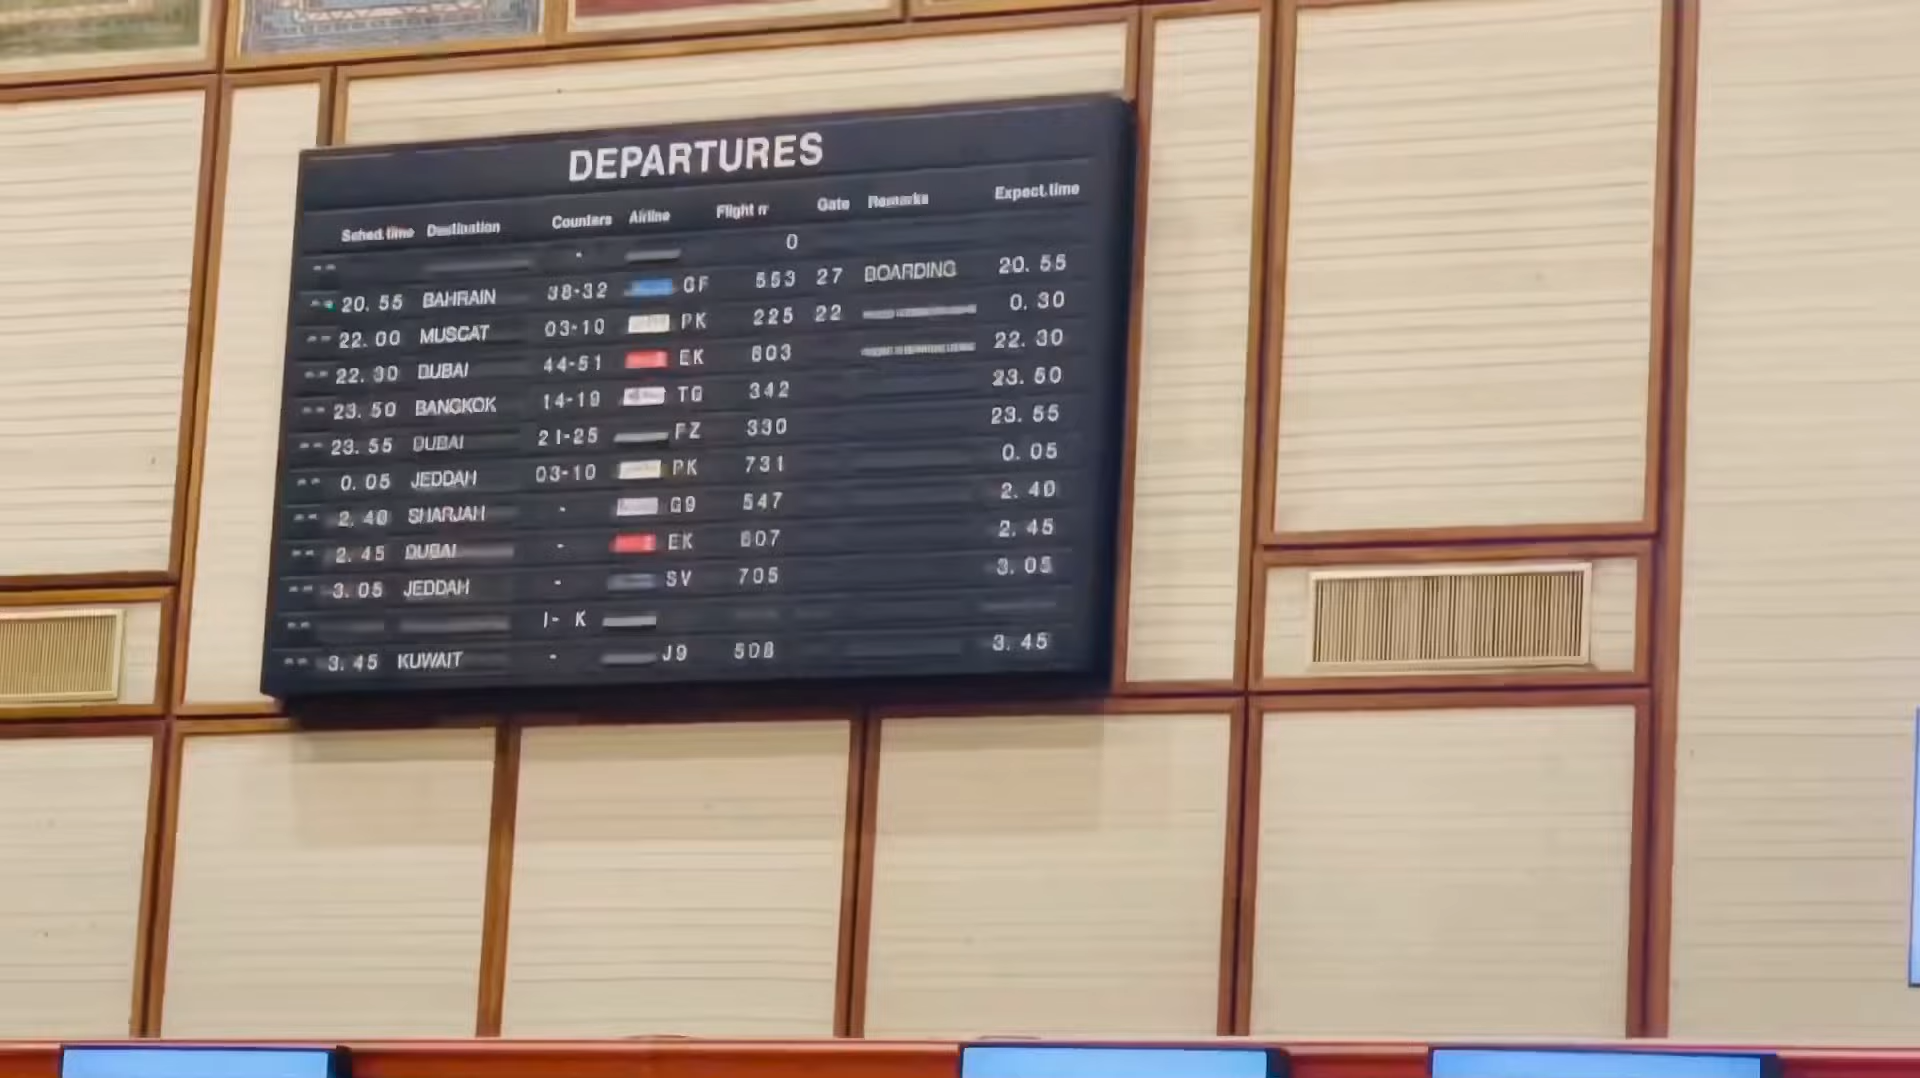 DEPARTURES
Sched. time Destination Counters Airline Flight n Gate Remarks Expect. time
- 0
20. 55 BAHRAIN 38-32 GF 553 27 BOARDING 20. 55
22. 00 MUSCAT 03-10 PK 225 22 0. 30
22. 30 DUBAI 44-51 EK 603 22. 30
23. 50 BANGKOK 14-19 TG 342 23. 50
23. 55 DUBAI 21-25 FZ 330 23. 55
0. 05 JEDDAH 03-10 PK 731 0. 05
2. 40 SHARJAH - G9 547 2. 40
2. 45 DUBAI - EK 607 2. 45
3. 05 JEDDAH - SV 705 3. 05
I- K
3. 45 KUWAIT - J9 508 3. 45